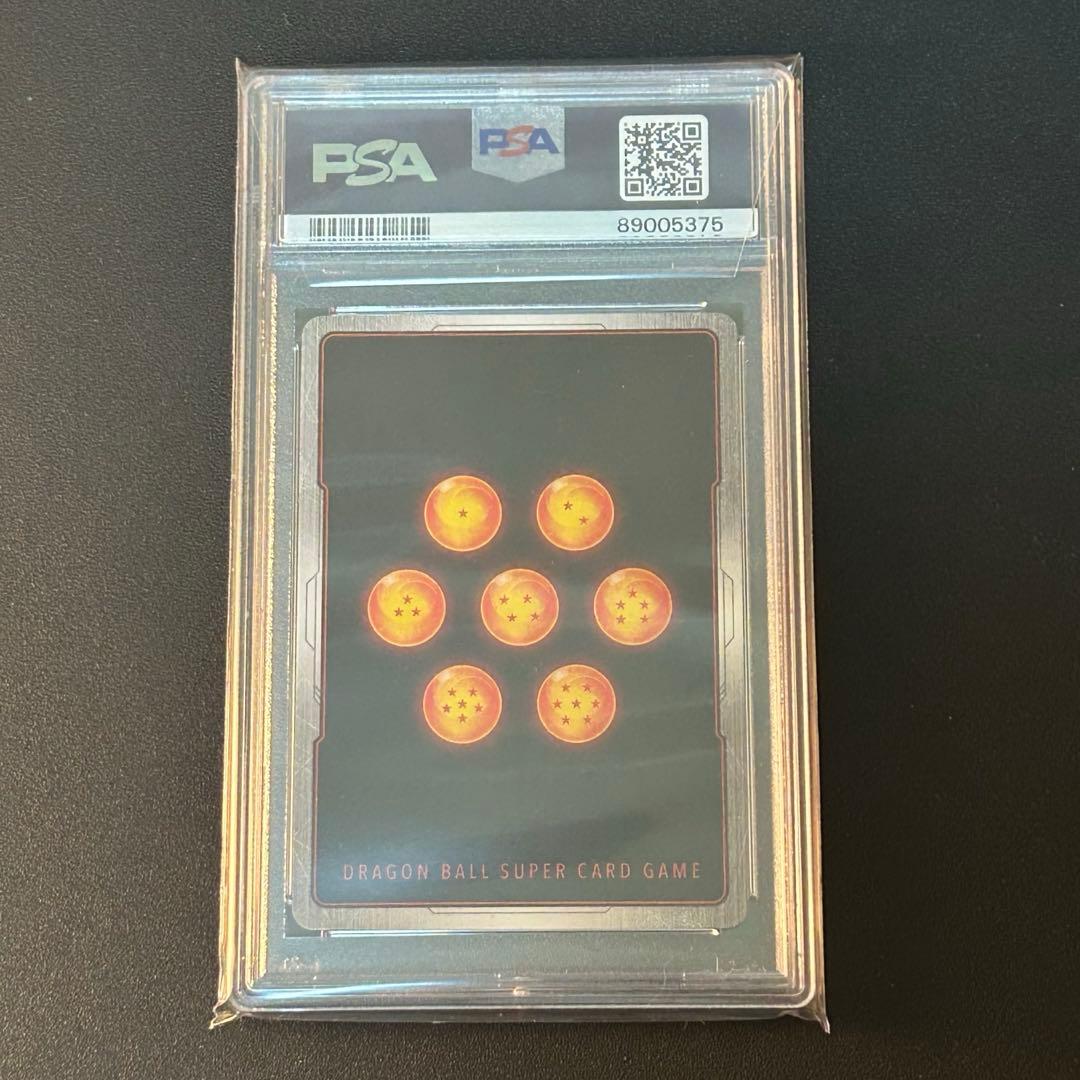 PSA
PSA
89005375
DRAGON BALL SUPER CARD GAME